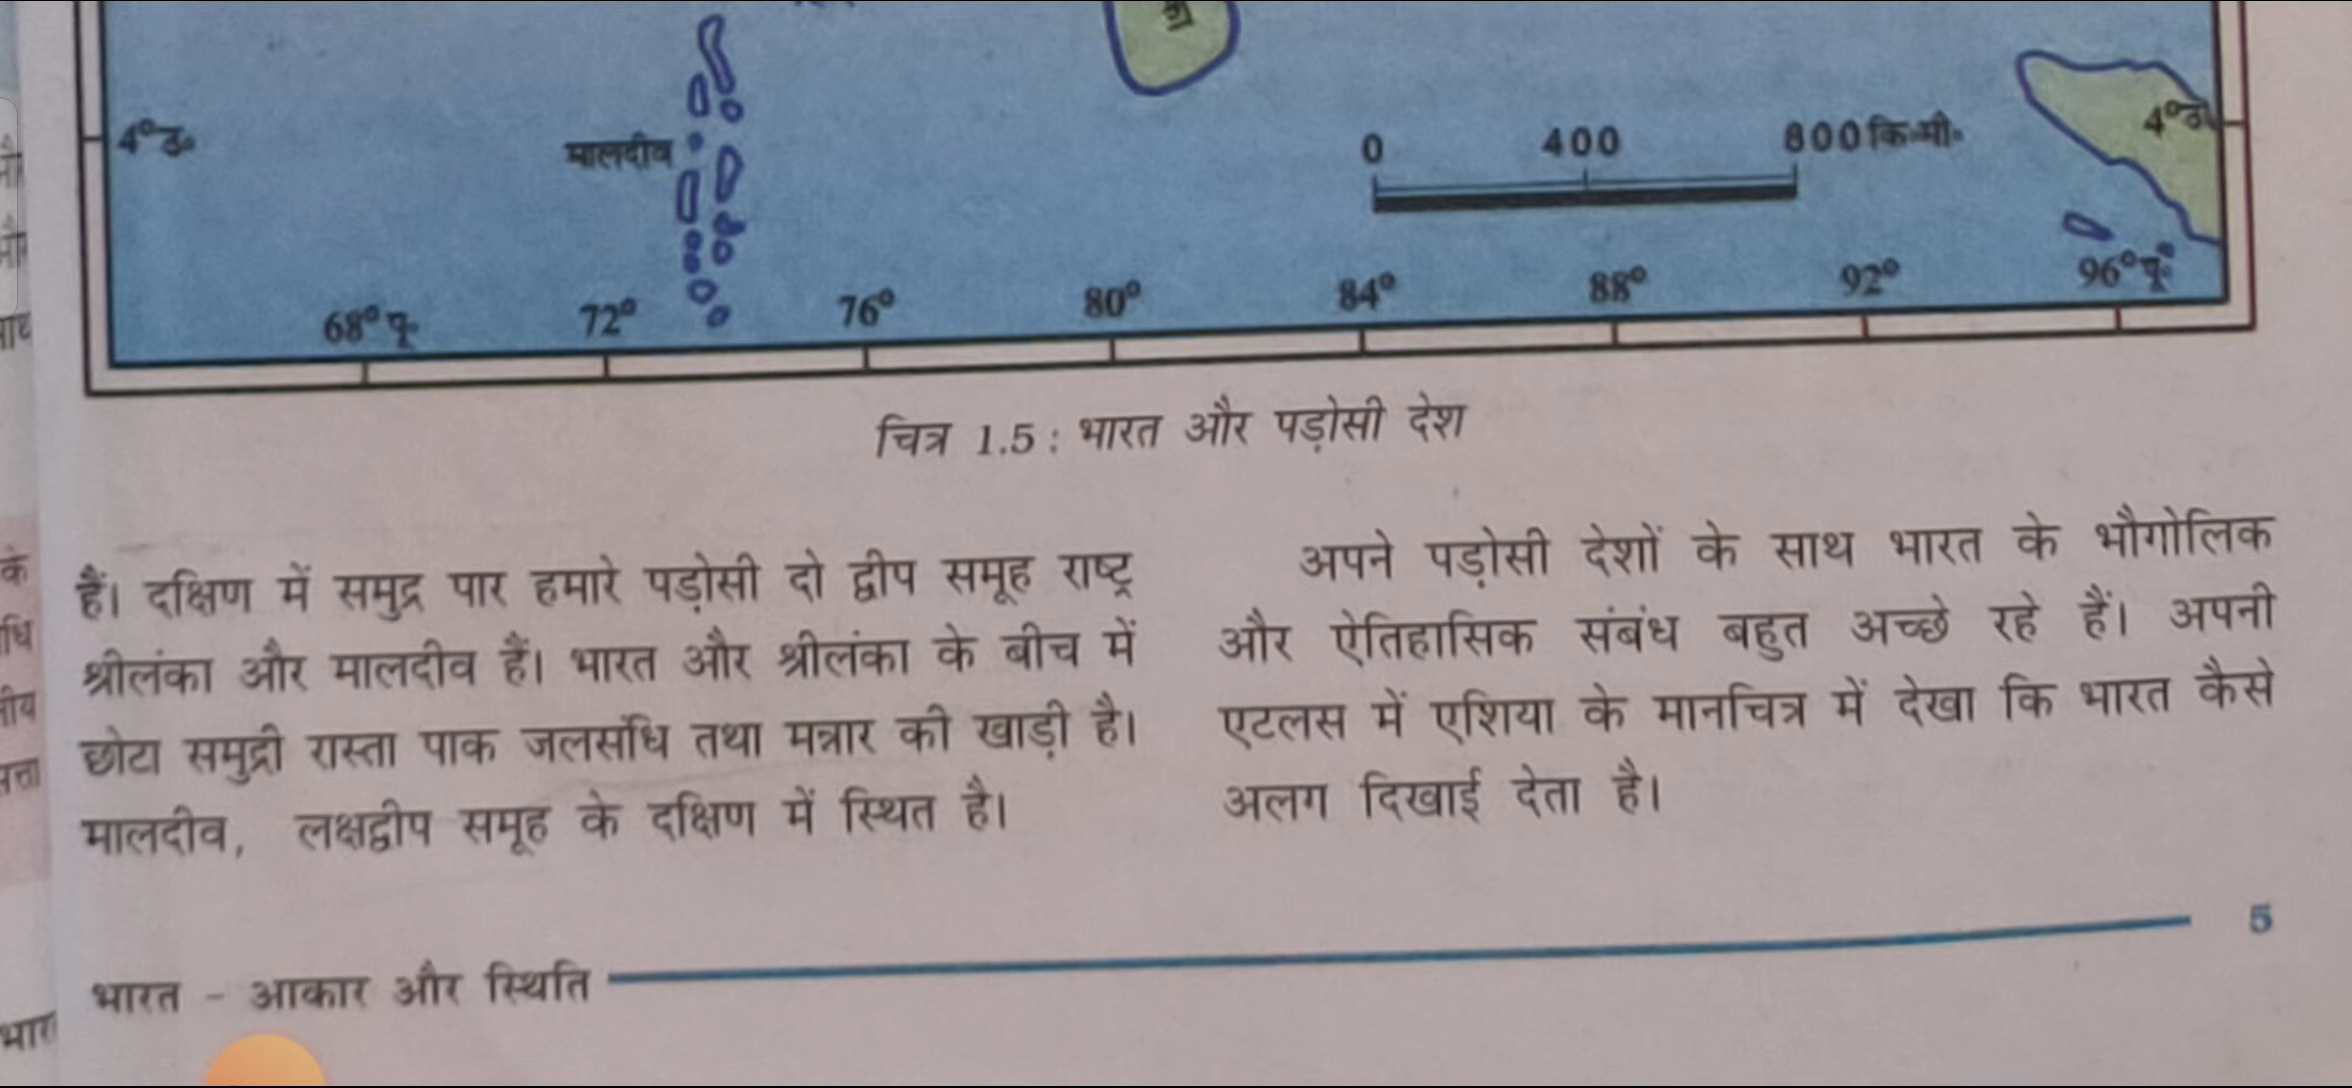 का
4°उ॰
मालदीव
0 400 800 कि॰मी॰
4°उ॰
68° पू॰ 72° 76° 80° 84° 88° 92° 96° पू॰
चित्र 1.5 : भारत और पड़ोसी देश
हैं। दक्षिण में समुद्र पार हमारे पड़ोसी दो द्वीप समूह राष्ट्र
श्रीलंका और मालदीव हैं। भारत और श्रीलंका के बीच में
छोटा समुद्री रास्ता पाक जलसंधि तथा मन्नार की खाड़ी है।
मालदीव, लक्षद्वीप समूह के दक्षिण में स्थित है।
अपने पड़ोसी देशों के साथ भारत के भौगोलिक
और ऐतिहासिक संबंध बहुत अच्छे रहे हैं। अपनी
एटलस में एशिया के मानचित्र में देखा कि भारत कैसे
अलग दिखाई देता है।
भारत - आकार और स्थिति
5